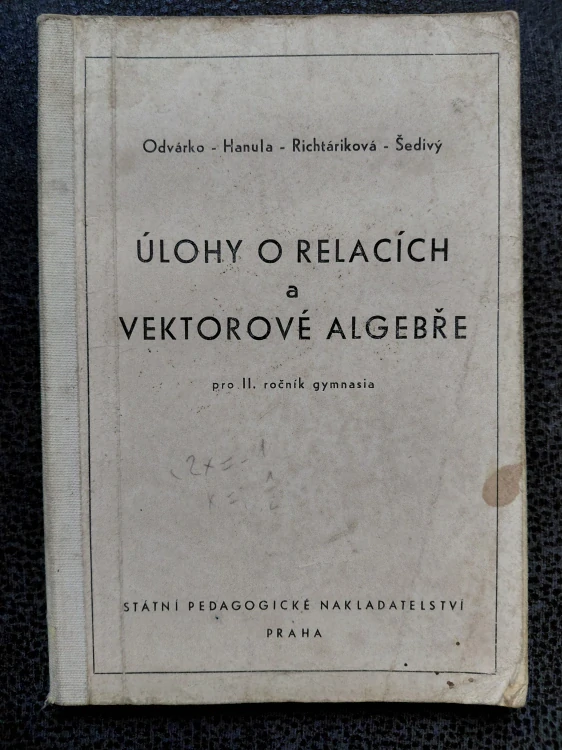 Odvárko - Hanula - Richtáriková - Šedivý
ÚLOHY O RELACÍCH
a
VEKTOROVÉ ALGEBŘE
pro II. ročník gymnasia
2x = -1
x =
STÁTNÍ PEDAGOGICKÉ NAKLADATELSTVÍ
PRAHA